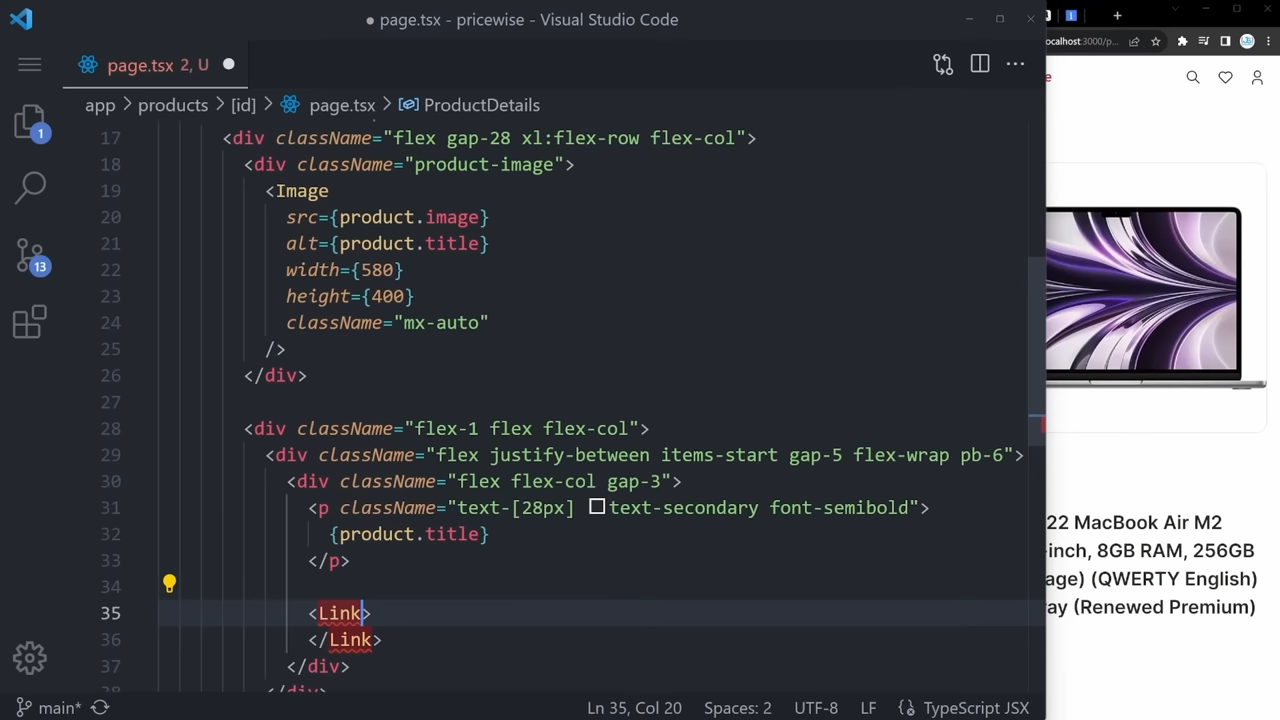 page.tsx - pricewise - Visual Studio Code
page.tsx 2, U
app > products > [id] > page.tsx > ProductDetails
17 <div className="flex gap-28 xl:flex-row flex-col">
18 <div className="product-image">
19 <Image
20 src={product.image}
21 alt={product.title}
22 width={580}
23 height={400}
24 className="mx-auto"
25 />
26 </div>
27
28 <div className="flex-1 flex flex-col">
29 <div className="flex justify-between items-start gap-5 flex-wrap pb-6">
30 <div className="flex flex-col gap-3">
31 <p className="text-[28px] text-secondary font-semibold">
32 {product.title}
33 </p>
34
35 <Link>
36 </Link>
37 </div>
38 </div>
1
13
main*
Ln 35, Col 20
Spaces: 2
UTF-8
LF
TypeScript JSX
ocalhost:3000/p...
e
22 MacBook Air M2
-inch, 8GB RAM, 256GB
age) (QWERTY English)
ay (Renewed Premium)